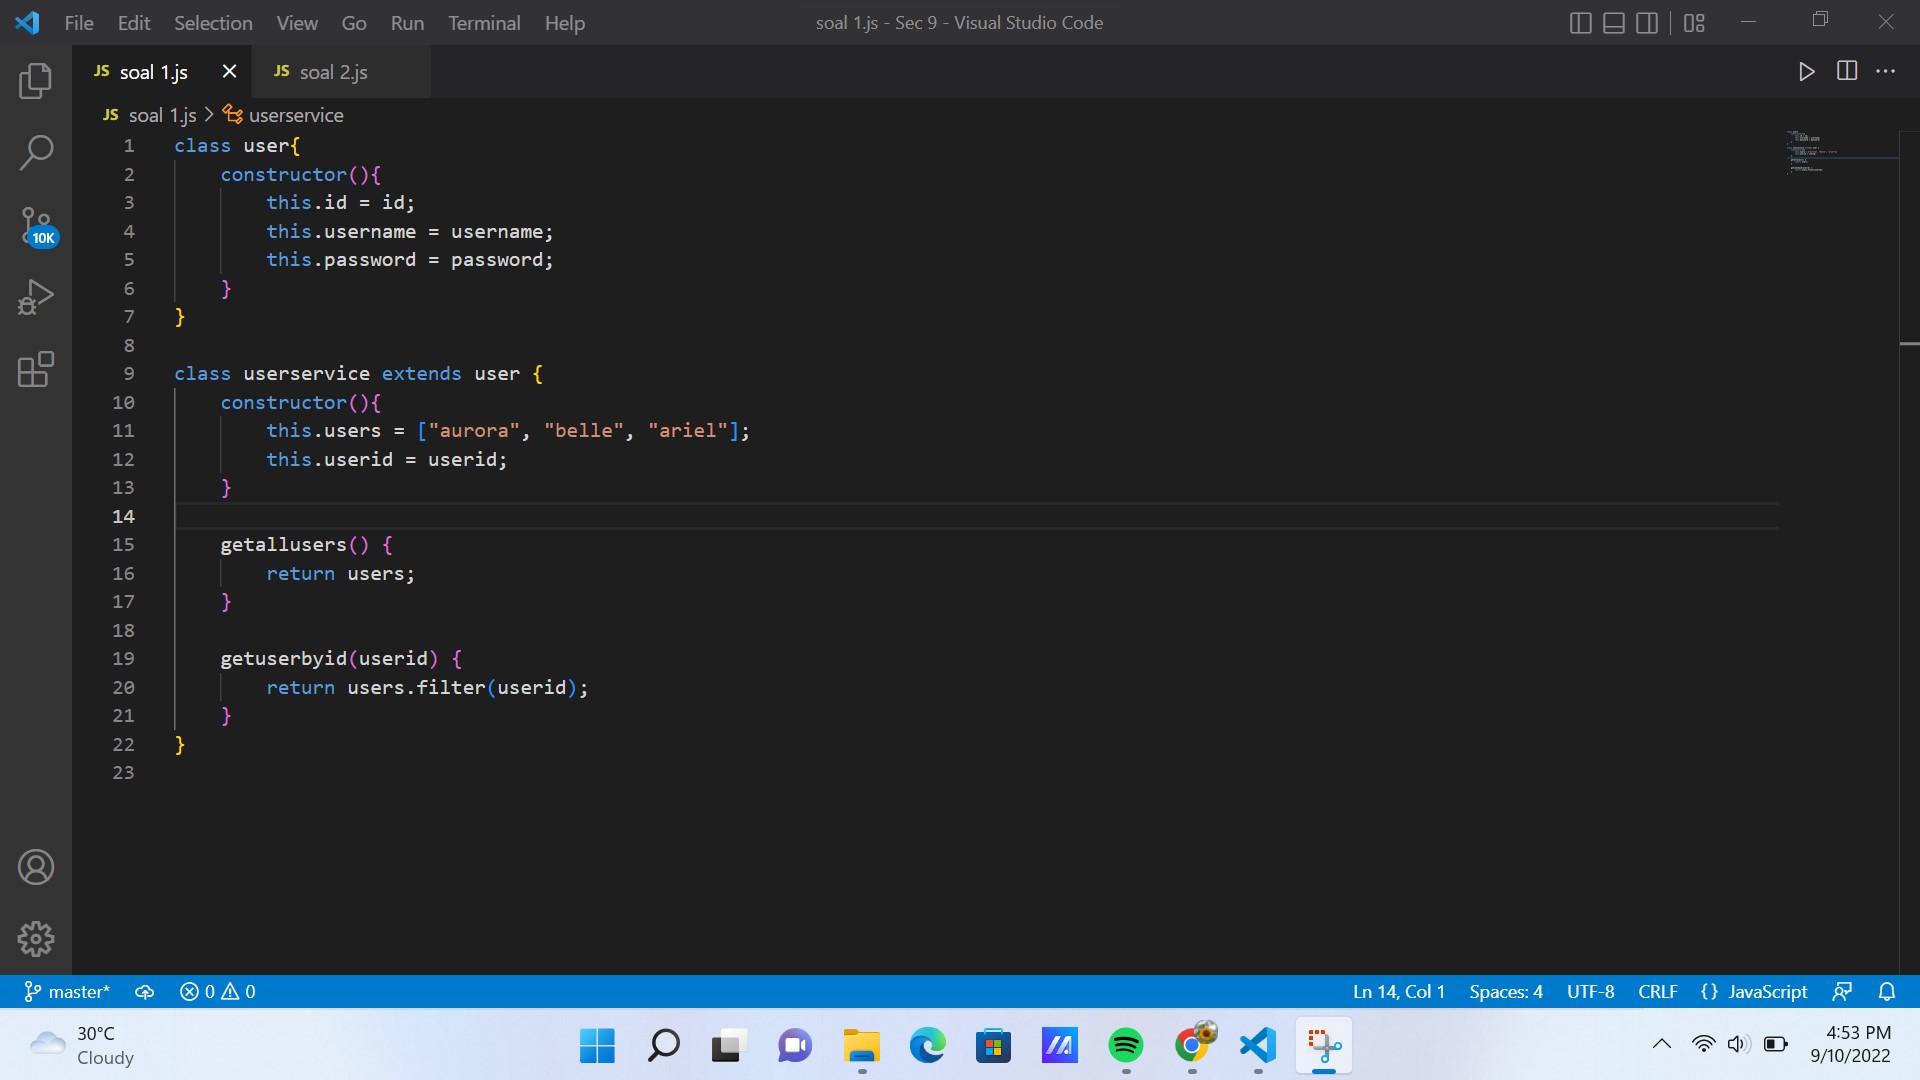 File Edit Selection View Go Run Terminal Help soal 1.js - Sec 9 - Visual Studio Code
JS soal 1.js JS soal 2.js
JS soal 1.js > userservice
1 class user{
2 constructor(){
3 this.id = id;
4 this.username = username;
5 this.password = password;
6 }
7 }
8
9 class userservice extends user {
10 constructor(){
11 this.users = ["aurora", "belle", "ariel"];
12 this.userid = userid;
13 }
14
15 getallusers() {
16 return users;
17 }
18
19 getuserbyid(userid) {
20 return users.filter(userid);
21 }
22 }
23
10K
master* 0 0 Ln 14, Col 1 Spaces: 4 UTF-8 CRLF {} JavaScript
30°C
Cloudy
4:53 PM
9/10/2022